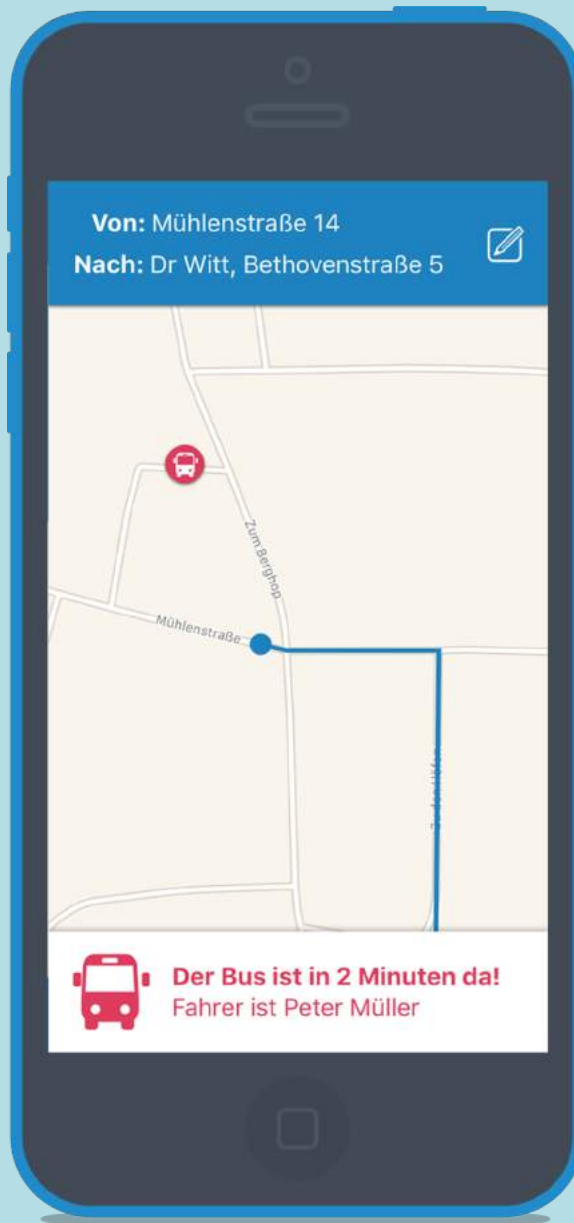 Von: Mühlenstraße 14
Nach: Dr Witt, Bethovenstraße 5
Zum Berghop
Mühlenstraße
Der Bus ist in 2 Minuten da!
Fahrer ist Peter Müller